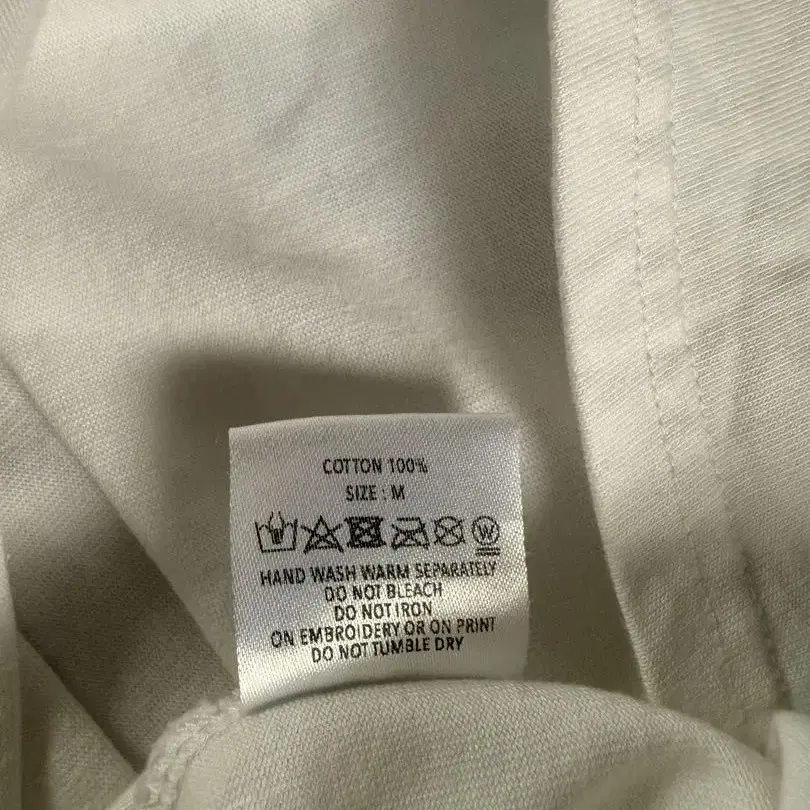 COTTON 100%
SIZE : M
W
HAND WASH WARM SEPARATELY
DO NOT BLEACH
DO NOT IRON
ON EMBROIDERY OR ON PRINT
DO NOT TUMBLE DRY